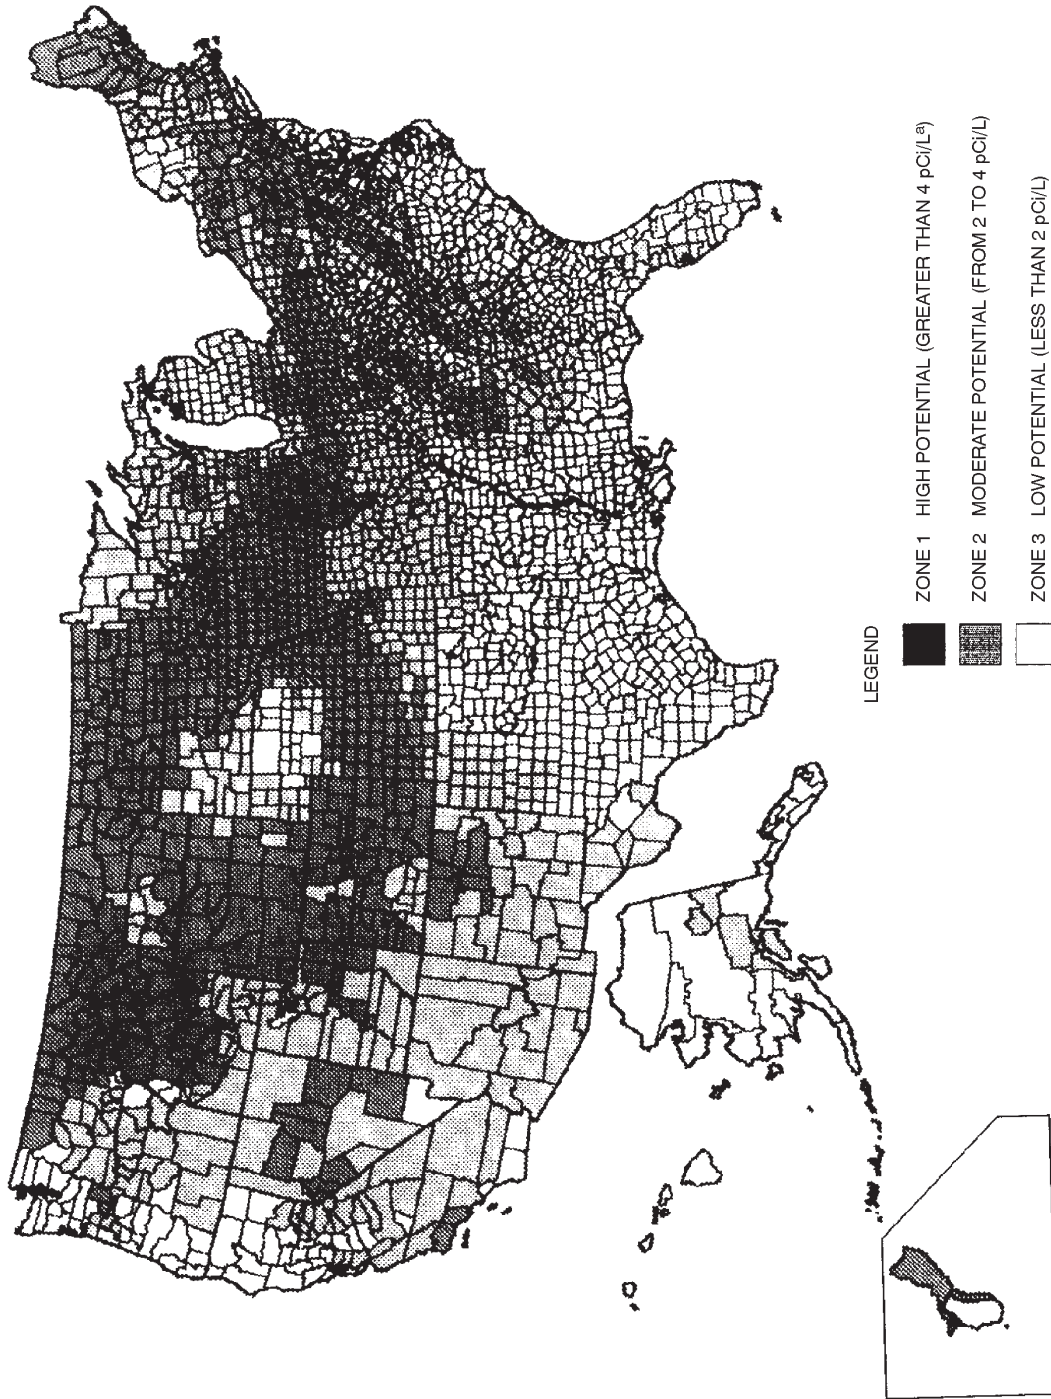 LEGEND
ZONE 1 HIGH POTENTIAL (GREATER THAN 4 pCi/Lª)
ZONE 2 MODERATE POTENTIAL (FROM 2 TO 4 pCi/L)
ZONE 3 LOW POTENTIAL (LESS THAN 2 pCi/L)